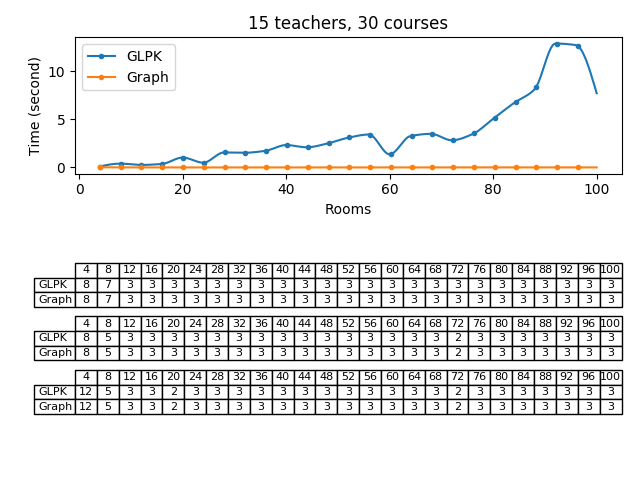 15 teachers, 30 courses
GLPK
Graph
10
5
0
Time (second)
0 20 40 60 80 100
Rooms
4 8 12 16 20 24 28 32 36 40 44 48 52 56 60 64 68 72 76 80 84 88 92 96 100
GLPK 8 7 3 3 3 3 3 3 3 3 3 3 3 3 3 3 3 3 3 3 3 3 3 3 3
Graph 8 7 3 3 3 3 3 3 3 3 3 3 3 3 3 3 3 3 3 3 3 3 3 3 3
4 8 12 16 20 24 28 32 36 40 44 48 52 56 60 64 68 72 76 80 84 88 92 96 100
GLPK 8 5 3 3 3 3 3 3 3 3 3 3 3 3 3 3 3 2 3 3 3 3 3 3 3
Graph 8 5 3 3 3 3 3 3 3 3 3 3 3 3 3 3 3 2 3 3 3 3 3 3 3
4 8 12 16 20 24 28 32 36 40 44 48 52 56 60 64 68 72 76 80 84 88 92 96 100
GLPK 12 5 3 3 2 3 3 3 3 3 3 3 3 3 3 3 3 2 3 3 3 3 3 3 3
Graph 12 5 3 3 2 3 3 3 3 3 3 3 3 3 3 3 3 2 3 3 3 3 3 3 3